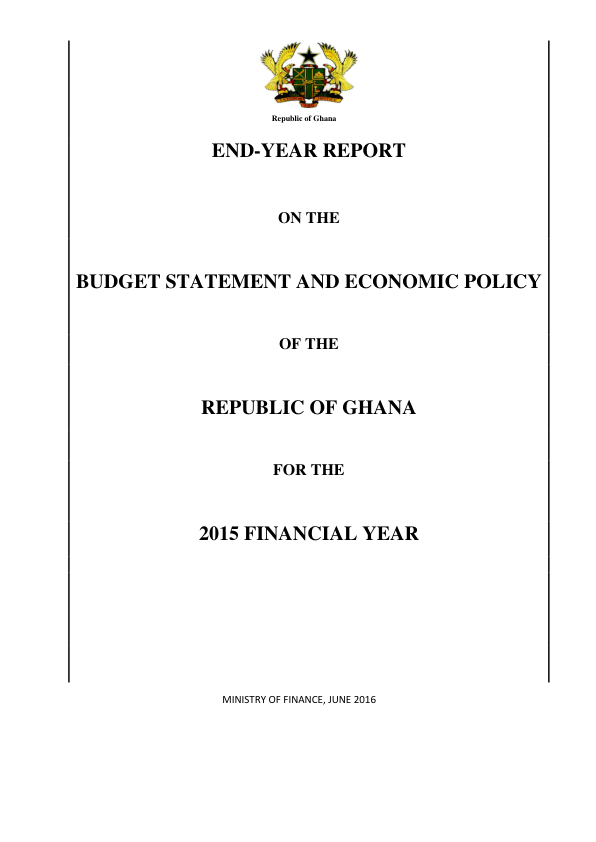 Republic of Ghana
END-YEAR REPORT
ON THE
BUDGET STATEMENT AND ECONOMIC POLICY
OF THE
REPUBLIC OF GHANA
FOR THE
2015 FINANCIAL YEAR
MINISTRY OF FINANCE, JUNE 2016